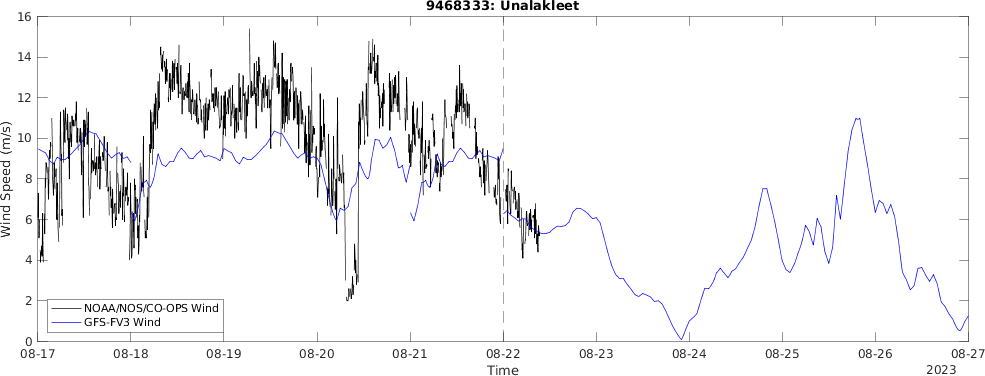 9468333: Unalakleet
Wind Speed (m/s)
16
14
12
10
8
6
4
2
0
NOAA/NOS/CO-OPS Wind
GFS-FV3 Wind
08-17 08-18 08-19 08-20 08-21 08-22 08-23 08-24 08-25 08-26 08-27
Time
2023